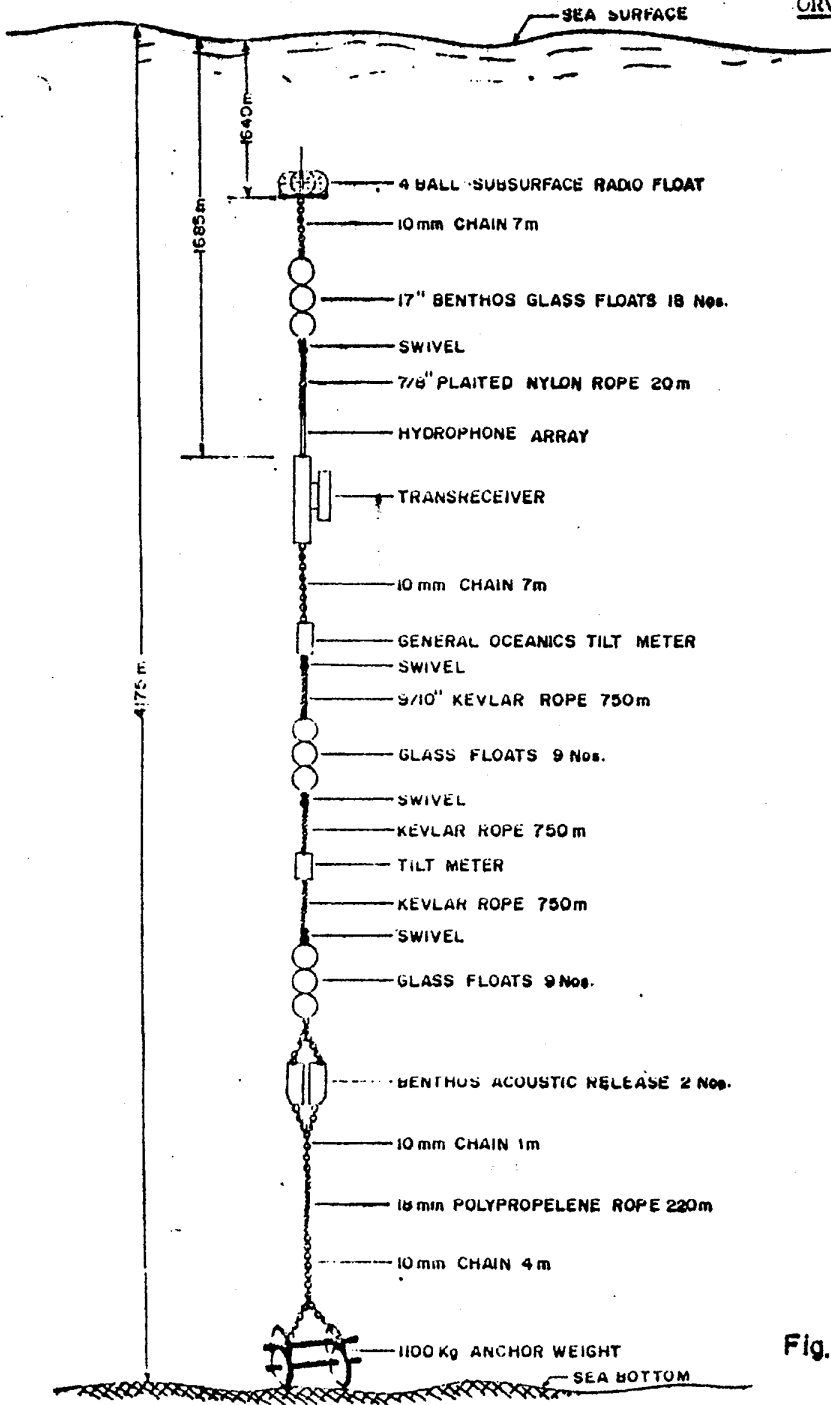 SEA SURFACE
ORV
1640m
1685m
4175m
4 BALL SUBSURFACE RADIO FLOAT
10mm CHAIN 7m
17" BENTHOS GLASS FLOATS 18 Nos.
SWIVEL
7/8" PLAITED NYLON ROPE 20m
HYDROPHONE ARRAY
TRANSRECEIVER
10mm CHAIN 7m
GENERAL OCEANICS TILT METER
SWIVEL
9/10" KEVLAR ROPE 750m
GLASS FLOATS 9 Nos.
SWIVEL
KEVLAR ROPE 750m
TILT METER
KEVLAR ROPE 750m
SWIVEL
GLASS FLOATS 9 Nos.
BENTHOS ACOUSTIC RELEASE 2 Nos.
10mm CHAIN 1m
18mm POLYPROPELENE ROPE 220m
10mm CHAIN 4m
1100 Kg ANCHOR WEIGHT
SEA BOTTOM
Fig.